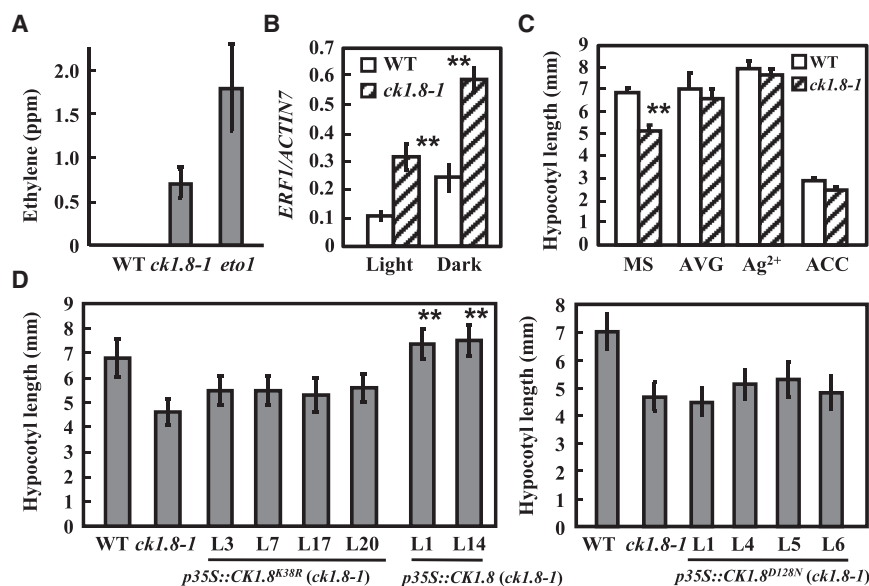 A
Ethylene (ppm)
2.0
1.5
1.0
0.5
0
WT ck1.8-1 eto1
B
ERF1/ACTIN7
0.7
0.6
0.5
0.4
0.3
0.2
0.1
0
WT
ck1.8-1
**
**
Light Dark
C
Hypocotyl length (mm)
9
8
7
6
5
4
3
2
1
0
WT
ck1.8-1
**
MS AVG Ag2+ ACC
D
Hypocotyl length (mm)
9
8
7
6
5
4
3
2
1
0
** **
WT ck1.8-1 L3 L7 L17 L20 L1 L14
p35S::CK1.8K38R (ck1.8-1) p35S::CK1.8 (ck1.8-1)
Hypocotyl length (mm)
8
7
6
5
4
3
2
1
0
WT ck1.8-1 L1 L4 L5 L6
p35S::CK1.8D128N (ck1.8-1)